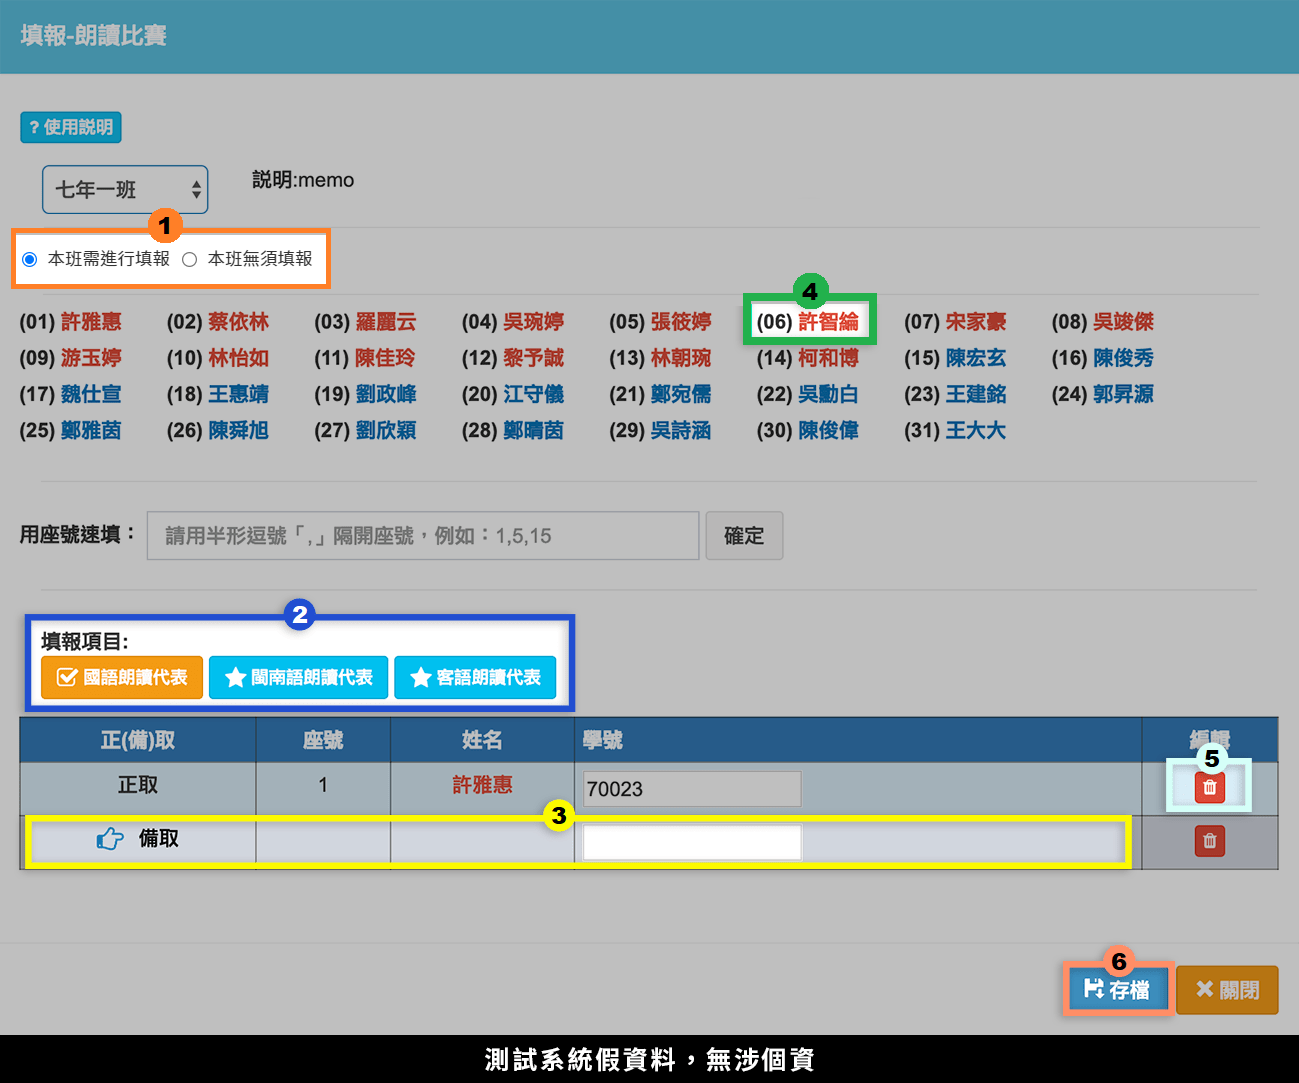 填報-朗讀比賽
? 使用説明
七年一班
説明:memo
1
本班需進行填報 本班無須填報
4
(01) 許雅惠 (02) 蔡依林 (03) 羅麗云 (04) 吳琬婷 (05) 張筱婷 (06) 許智綸 (07) 宋家豪 (08) 吳竣傑
(09) 游玉婷 (10) 林怡如 (11) 陳佳玲 (12) 黎予誠 (13) 林朝琬 (14) 柯和博 (15) 陳宏玄 (16) 陳俊秀
(17) 魏仕宣 (18) 王惠靖 (19) 劉政峰 (20) 江守儀 (21) 鄭宛儒 (22) 吳勳白 (23) 王建銘 (24) 郭昇源
(25) 鄭雅茵 (26) 陳舜旭 (27) 劉欣穎 (28) 鄭晴茵 (29) 吳詩涵 (30) 陳俊偉 (31) 王大大
用座號速填： 請用半形逗號「,」隔開座號，例如：1,5,15 確定
2
填報項目:
國語朗讀代表 閩南語朗讀代表 客語朗讀代表
正(備)取 座號 姓名 學號 編輯
5
正取 1 許雅惠 70023
3
備取
6
存檔 關閉
測試系統假資料，無涉個資